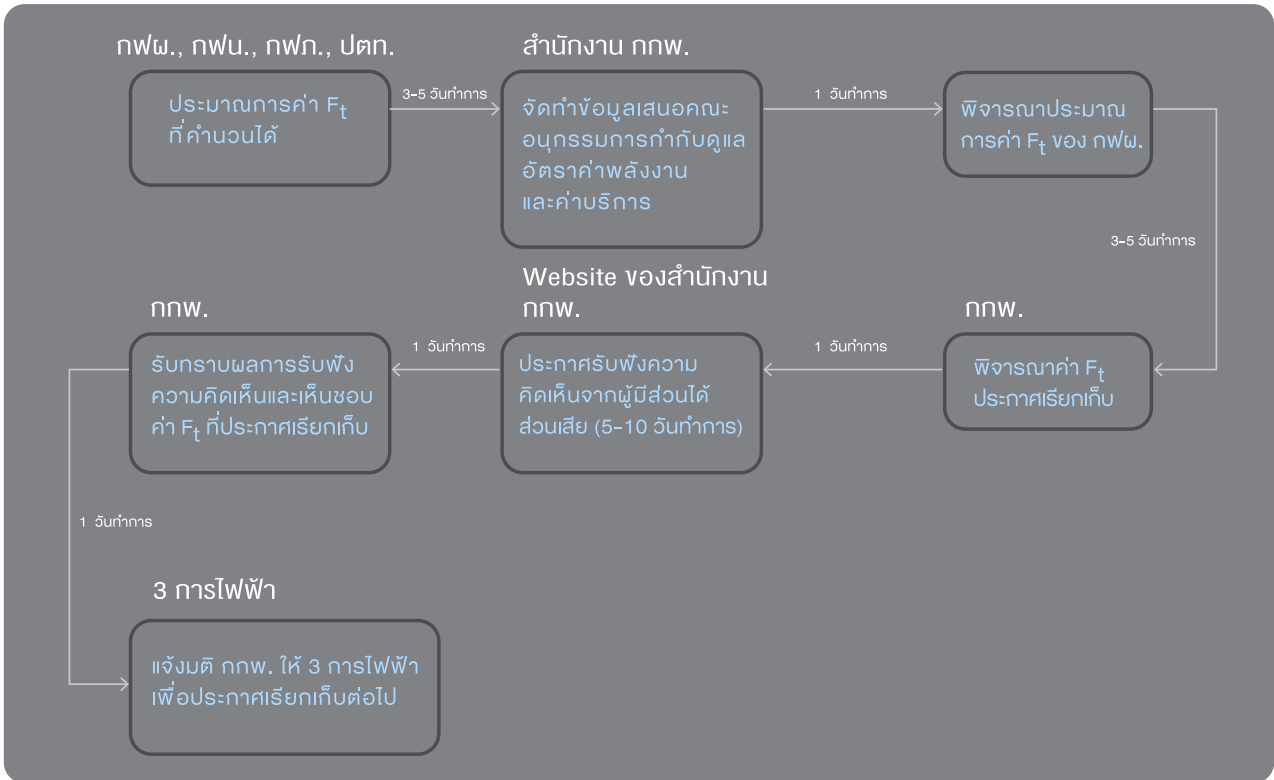 กฟผ., กฟน., กฟภ., ปตท.
ประมาณการค่า Ft
ที่คำนวนได้
3-5 วันทำการ
สำนักงาน กกพ.
จัดทำข้อมูลเสนอคณะ
อนุกรรมการกำกับดูแล
อัตราค่าพลังงาน
และค่าบริการ
1 วันทำการ
พิจารณาประมาณ
การค่า Ft ของ กฟผ.
3-5 วันทำการ
กกพ.
พิจารณาค่า Ft
ประกาศเรียกเก็บ
1 วันทำการ
Website ของสำนักงาน
กกพ.
ประกาศรับฟังความ
คิดเห็นจากผู้มีส่วนได้
ส่วนเสีย (5-10 วันทำการ)
1 วันทำการ
กกพ.
รับทราบผลการรับฟัง
ความคิดเห็นและเห็นชอบ
ค่า Ft ที่ประกาศเรียกเก็บ
1 วันทำการ
3 การไฟฟ้า
แจ้งมติ กกพ. ให้ 3 การไฟฟ้า
เพื่อประกาศเรียกเก็บต่อไป